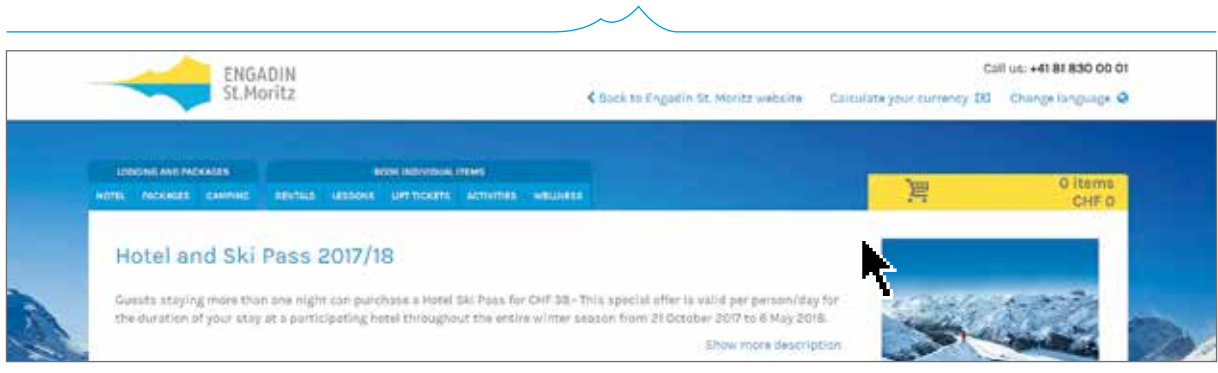 ENGADIN
St.Moritz
Call us: +41 81 830 00 01
Back to Engadin St. Moritz website
Calculate your currency
Change language
LODGING AND PACKAGES
BOOK INDIVIDUAL ITEMS
HOTEL PACKAGES CAMPING RENTALS LESSONS LIFT TICKETS ACTIVITIES WELLNESS
0 items
CHF 0
Hotel and Ski Pass 2017/18
Guests staying more than one night can purchase a Hotel Ski Pass for CHF 38.- This special offer is valid per person/day for
the duration of your stay at a participating hotel throughout the entire winter season from 21 October 2017 to 6 May 2018.
Show more description